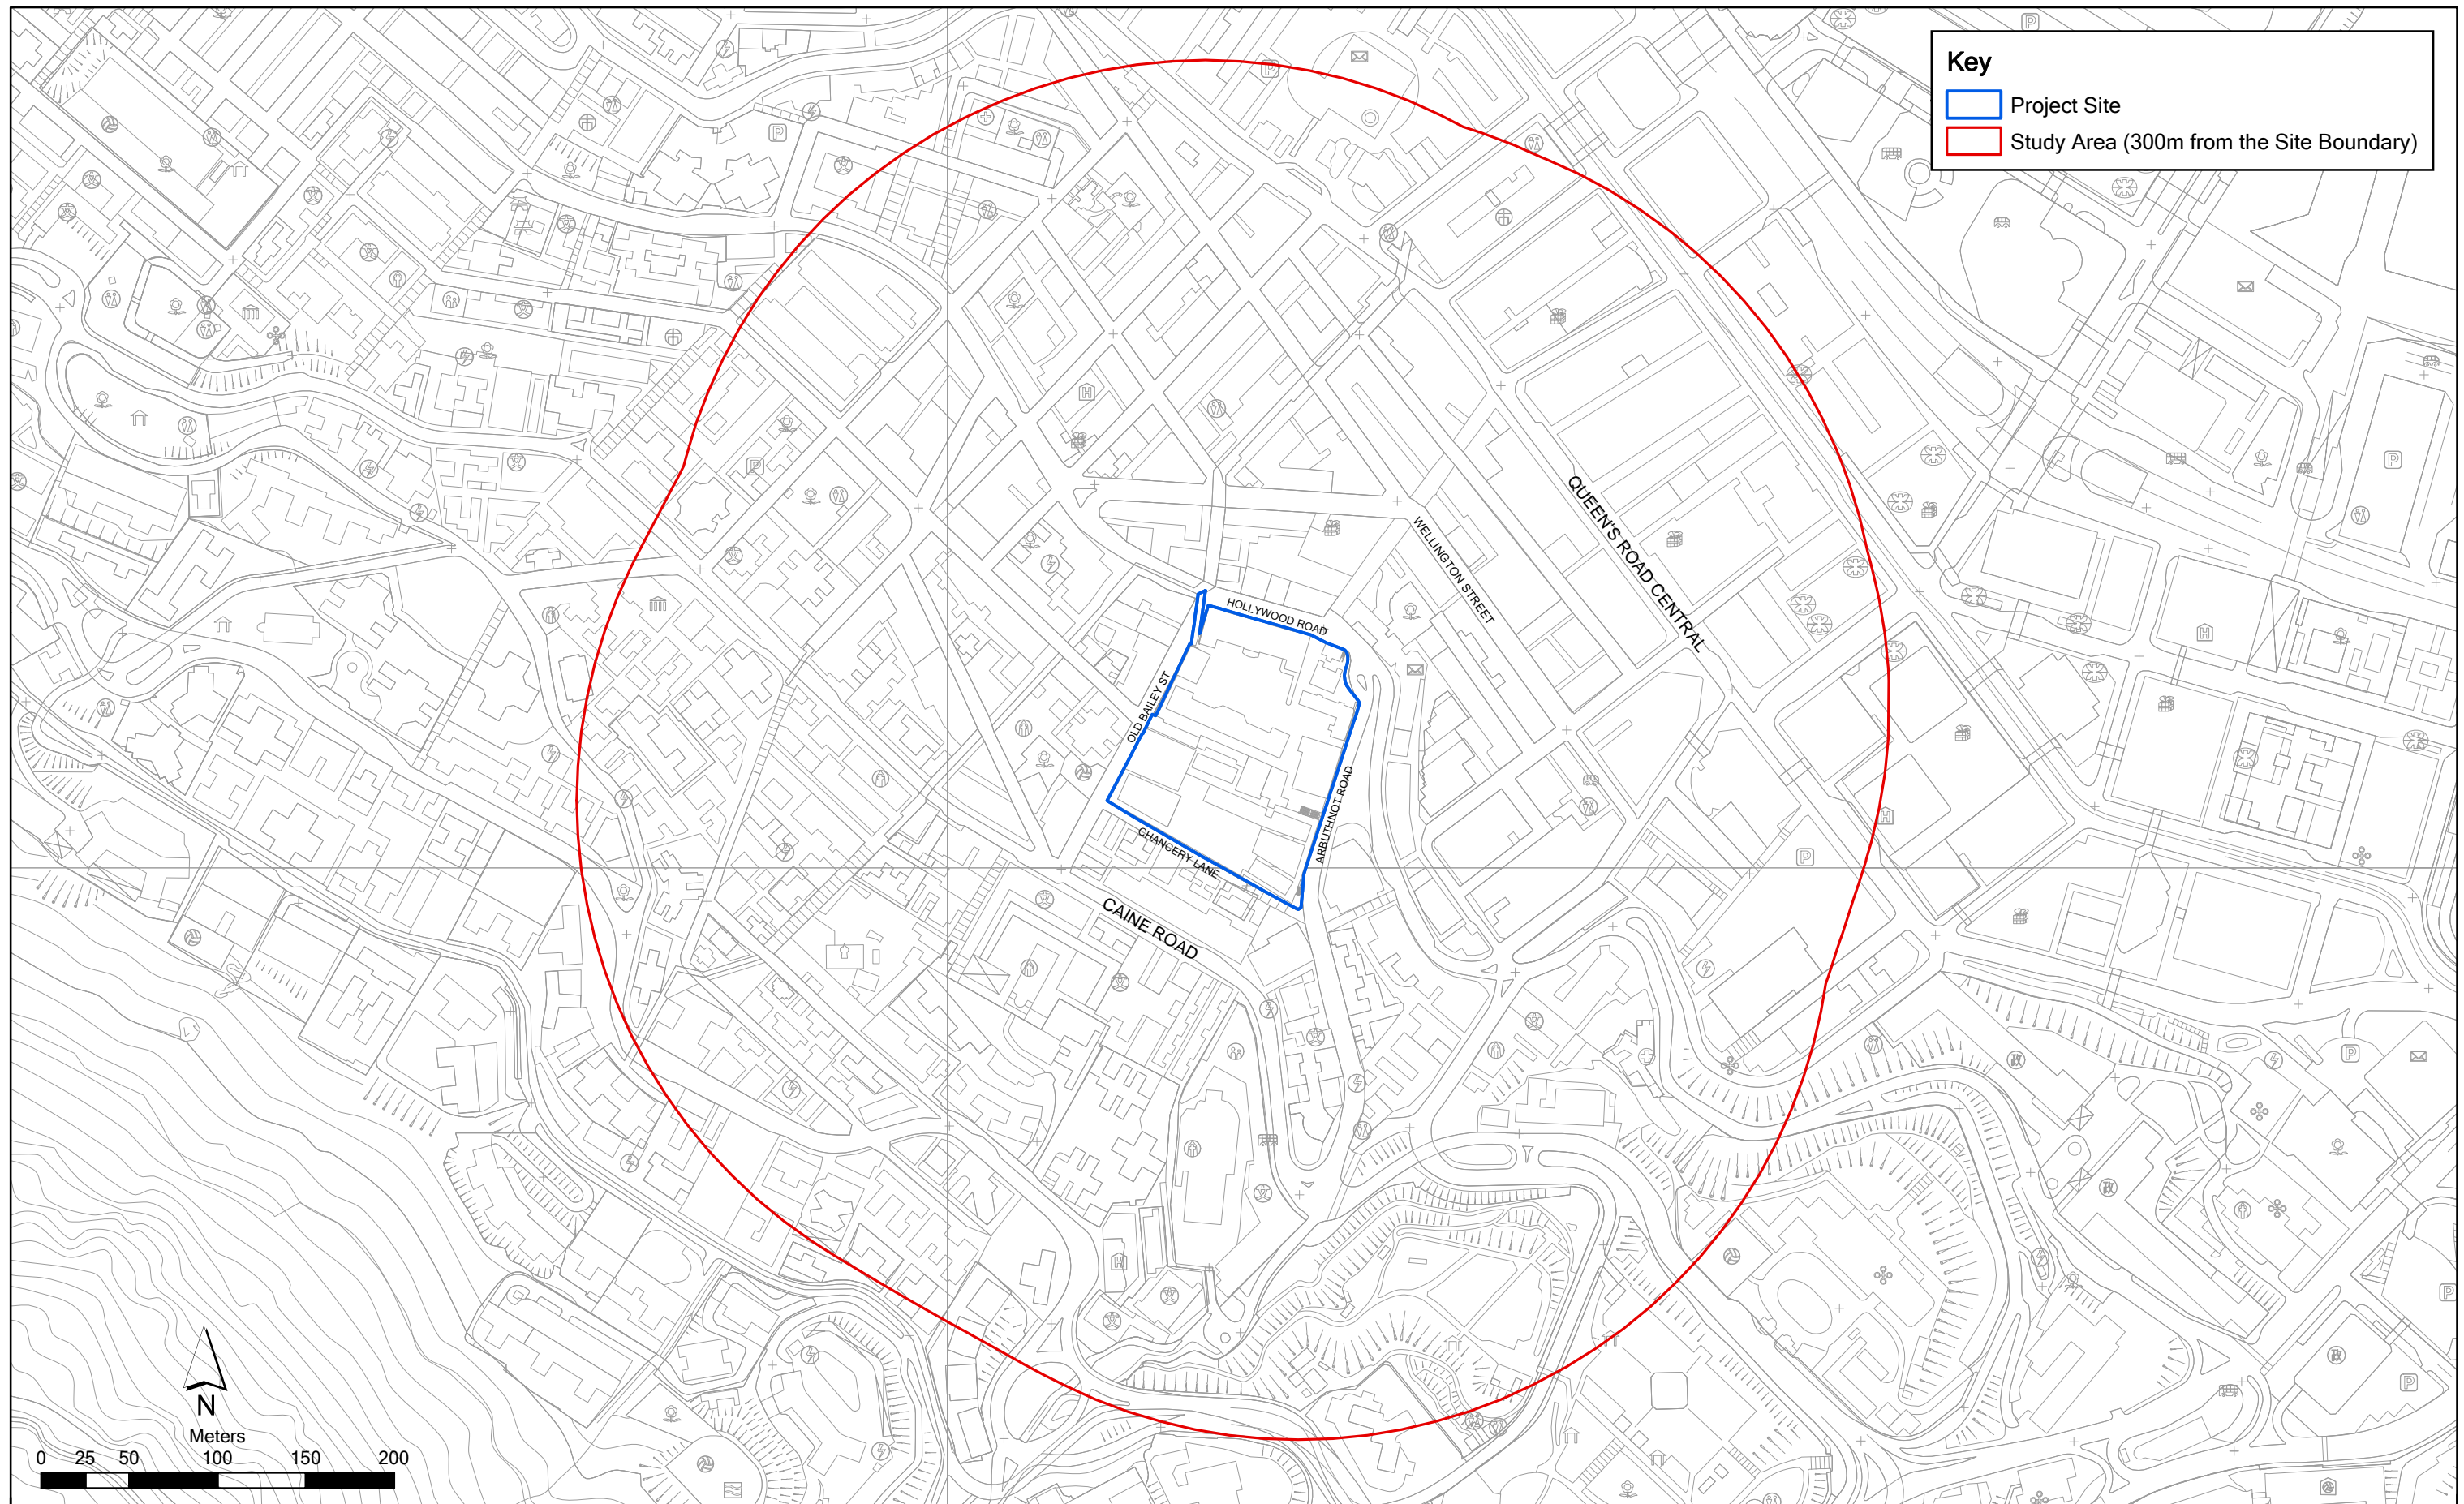 Key
Project Site
Study Area (300m from the Site Boundary)
QUEEN'S ROAD CENTRAL
WELLINGTON STREET
HOLLYWOOD ROAD
OLD BAILEY ST
ARBUTHNOT ROAD
CHANCERY LANE
CAINE ROAD
N
Meters
0 25 50 100 150 200